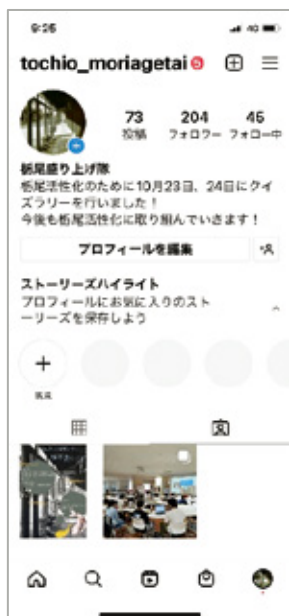 9:26
4G
tochio_moriagetai
73
204
45
投稿
フォロワー
フォロー中
栃尾盛り上げ隊
栃尾活性化のために10月23日、24日にクイ
ズラリーを行いました！
今後も栃尾活性化に取り組んでいきます！
プロフィールを編集
ストーリーズハイライト
プロフィールにお気に入りのスト
ーリーズを保存しよう
新規